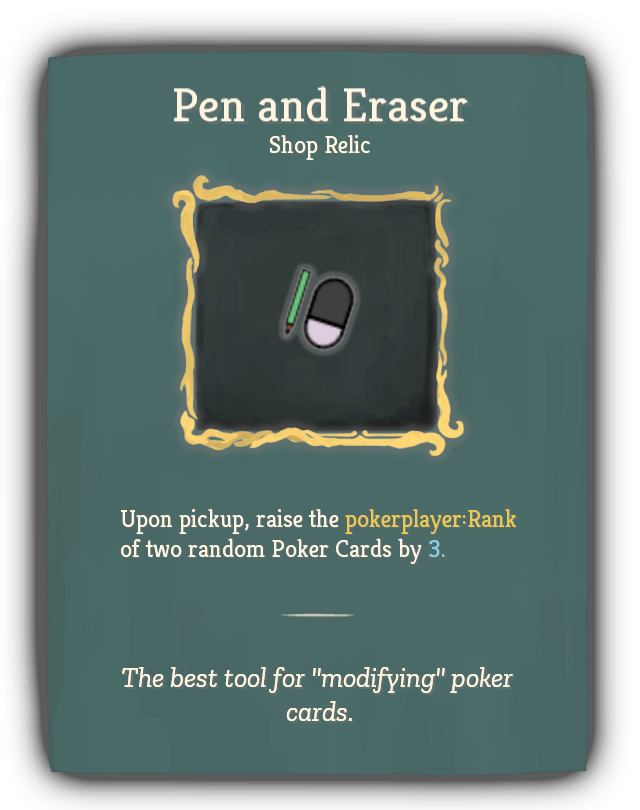 Pen and Eraser
Shop Relic
Upon pickup, raise the pokerplayer:Rank
of two random Poker Cards by 3.
The best tool for "modifying" poker
cards.